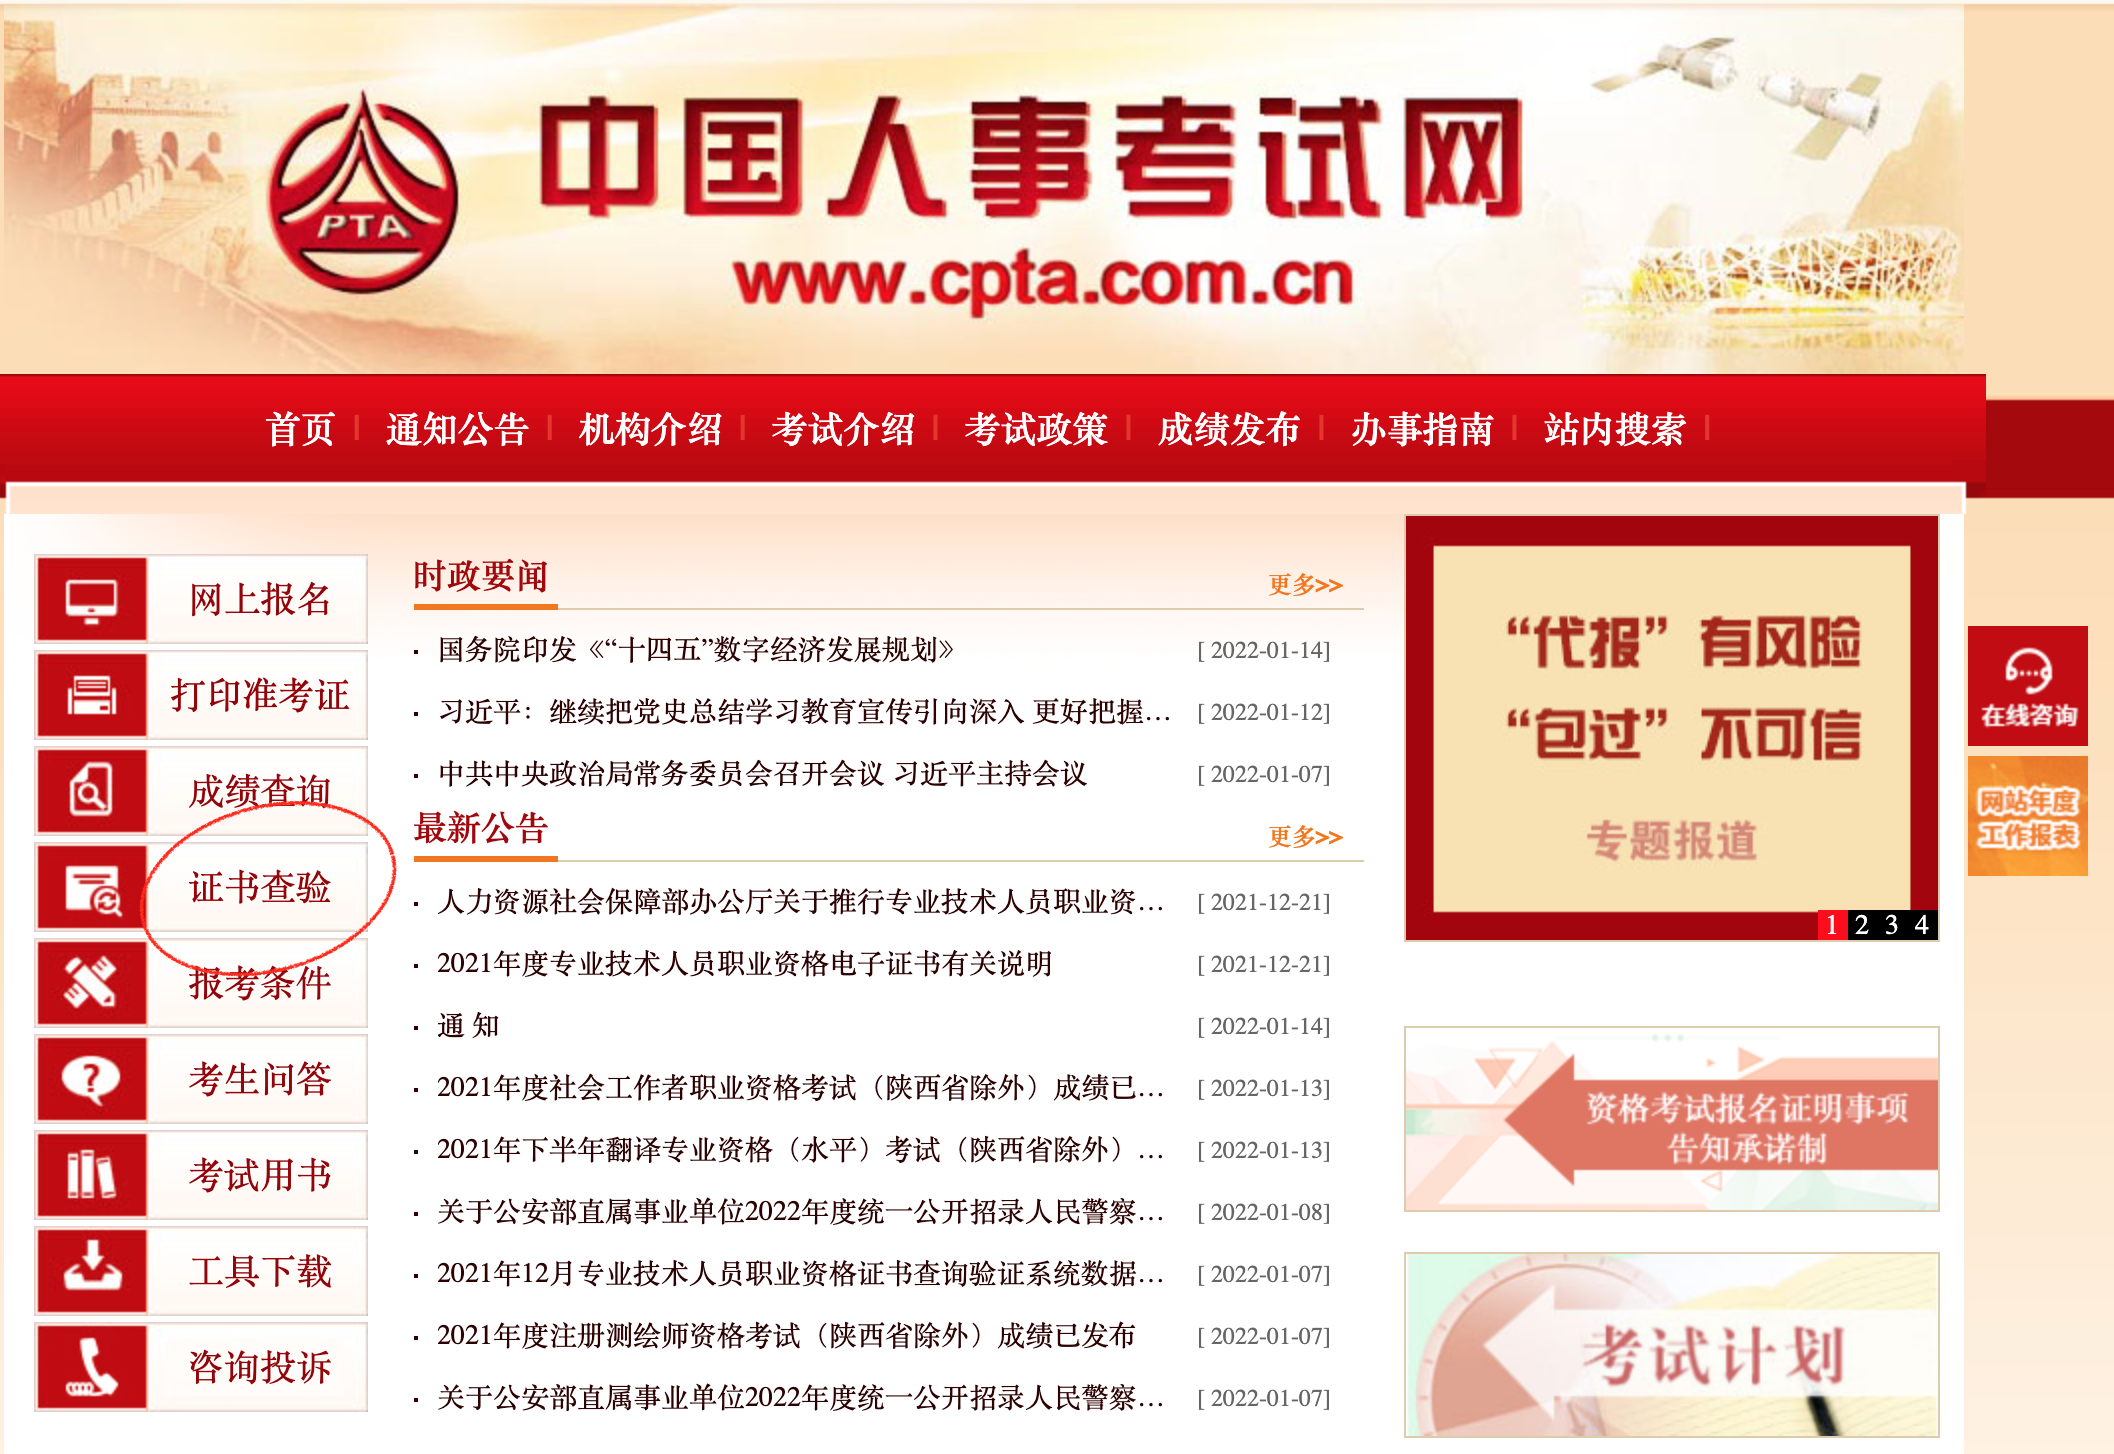 PTA
中国人事考试网
www.cpta.com.cn
首页 通知公告 机构介绍 考试介绍 考试政策 成绩发布 办事指南 站内搜索
网上报名
打印准考证
成绩查询
证书查验
报考条件
考生问答
考试用书
工具下载
咨询投诉
时政要闻 更多>>
· 国务院印发《“十四五”数字经济发展规划》 [ 2022-01-14]
· 习近平：继续把党史总结学习教育宣传引向深入 更好把握… [ 2022-01-12]
· 中共中央政治局常务委员会召开会议 习近平主持会议 [ 2022-01-07]
最新公告 更多>>
· 人力资源社会保障部办公厅关于推行专业技术人员职业资… [ 2021-12-21]
· 2021年度专业技术人员职业资格电子证书有关说明 [ 2021-12-21]
· 通 知 [ 2022-01-14]
· 2021年度社会工作者职业资格考试（陕西省除外）成绩已… [ 2022-01-13]
· 2021年下半年翻译专业资格（水平）考试（陕西省除外）… [ 2022-01-13]
· 关于公安部直属事业单位2022年度统一公开招录人民警察… [ 2022-01-08]
· 2021年12月专业技术人员职业资格证书查询验证系统数据… [ 2022-01-07]
· 2021年度注册测绘师资格考试（陕西省除外）成绩已发布 [ 2022-01-07]
· 关于公安部直属事业单位2022年度统一公开招录人民警察… [ 2022-01-07]
“代报” 有风险
“包过” 不可信
专题报道
1 2 3 4
资格考试报名证明事项
告知承诺制
考试计划
在线咨询
网站年度
工作报表